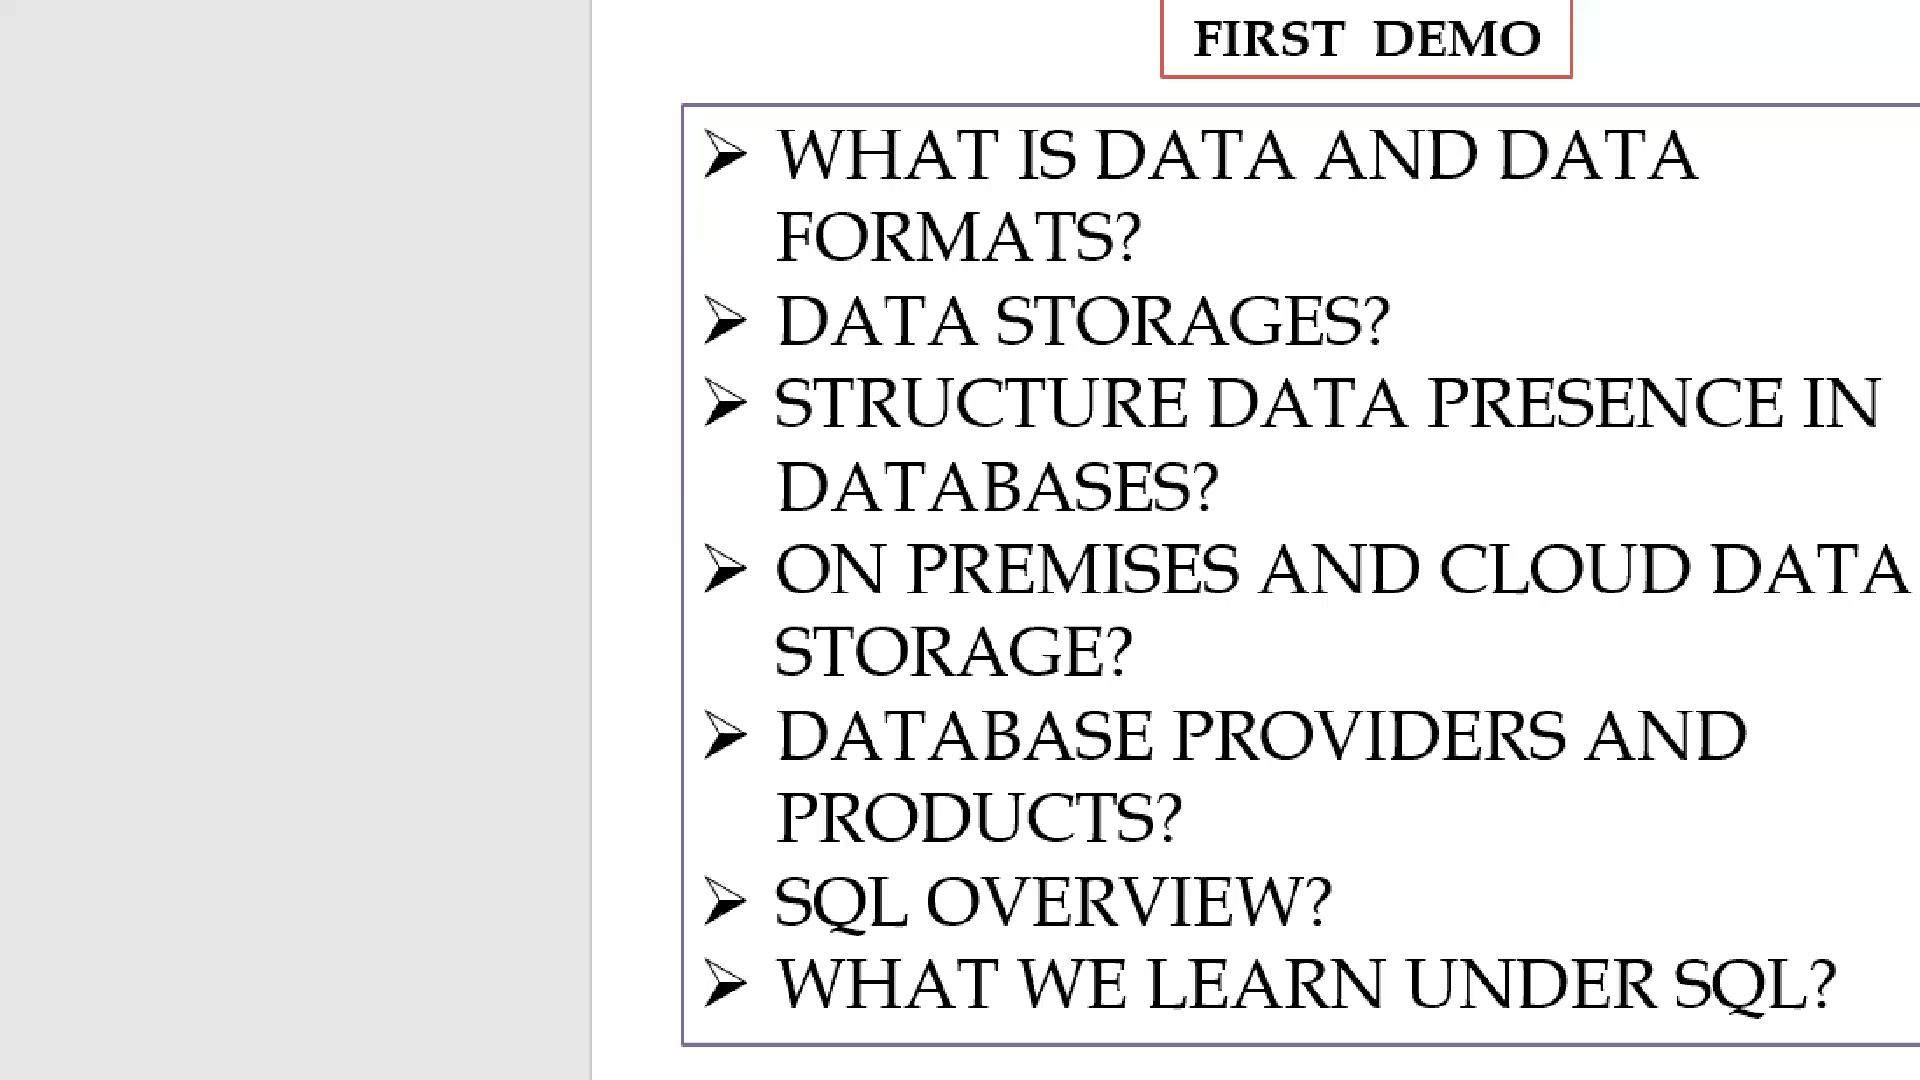 FIRST DEMO
➢ WHAT IS DATA AND DATA
FORMATS?
➢ DATA STORAGES?
➢ STRUCTURE DATA PRESENCE IN
DATABASES?
➢ ON PREMISES AND CLOUD DATA
STORAGE?
➢ DATABASE PROVIDERS AND
PRODUCTS?
➢ SQL OVERVIEW?
➢ WHAT WE LEARN UNDER SQL?